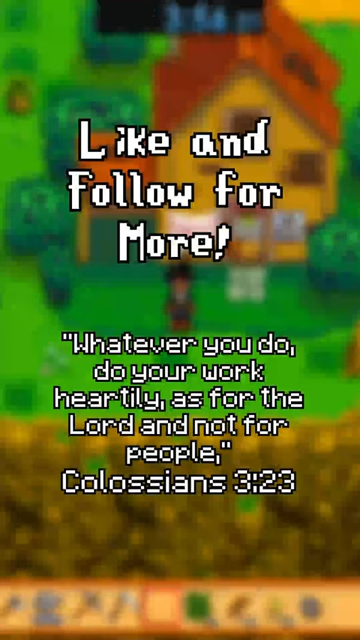 Like and
Follow for
More!
"Whatever you do,
do your work
heartily, as for the
Lord and not for
people,"
Colossians 3:23